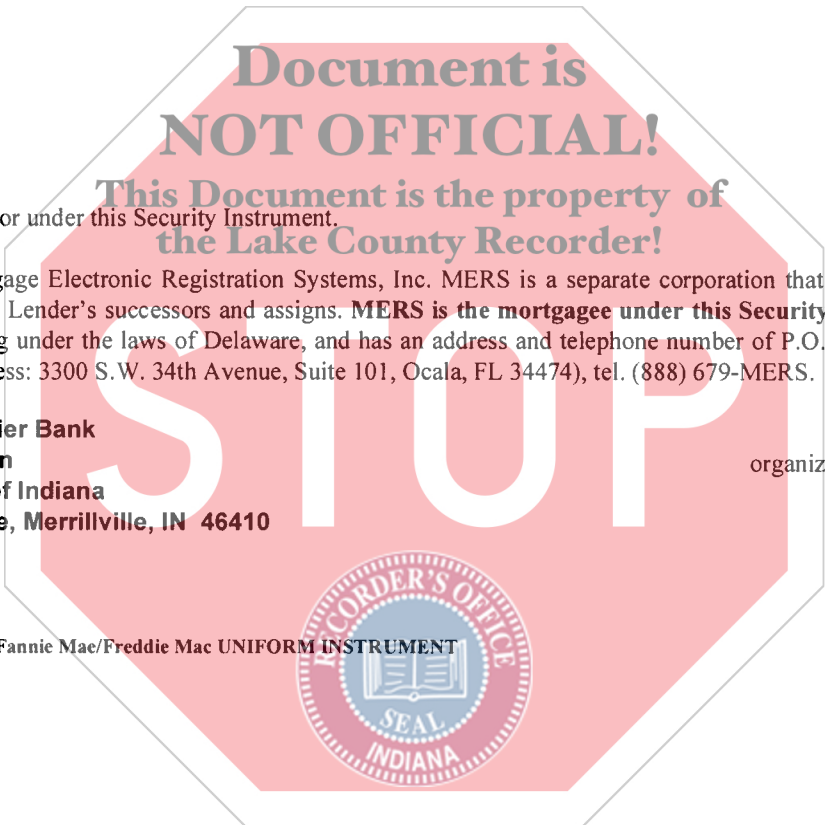 Document is
NOT OFFICIAL!
This Document is the property of
or under this Security Instrument.
the Lake County Recorder!
gage Electronic Registration Systems, Inc. MERS is a separate corporation that
Lender's successors and assigns. MERS is the mortgagee under this Security
g under the laws of Delaware, and has an address and telephone number of P.O.
ess: 3300 S.W. 34th Avenue, Suite 101, Ocala, FL 34474), tel. (888) 679-MERS.
STOP
ier Bank
n
organiz
of Indiana
e, Merrillville, IN 46410
RECORDER'S OFFICE
Fannie Mae/Freddie Mac UNIFORM INSTRUMENT
SEAL
INDIANA